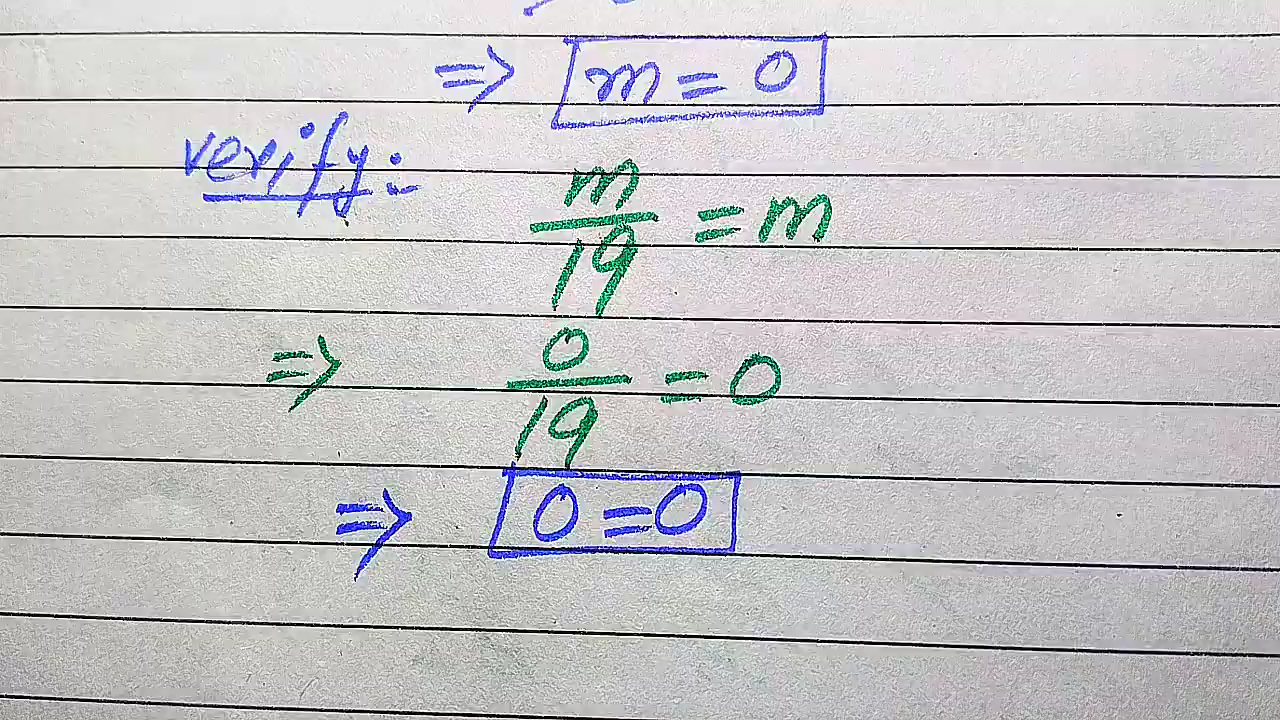 ⇒ m = 0
verify:
m/19 = m
⇒ 0/19 = 0
⇒ 0 = 0